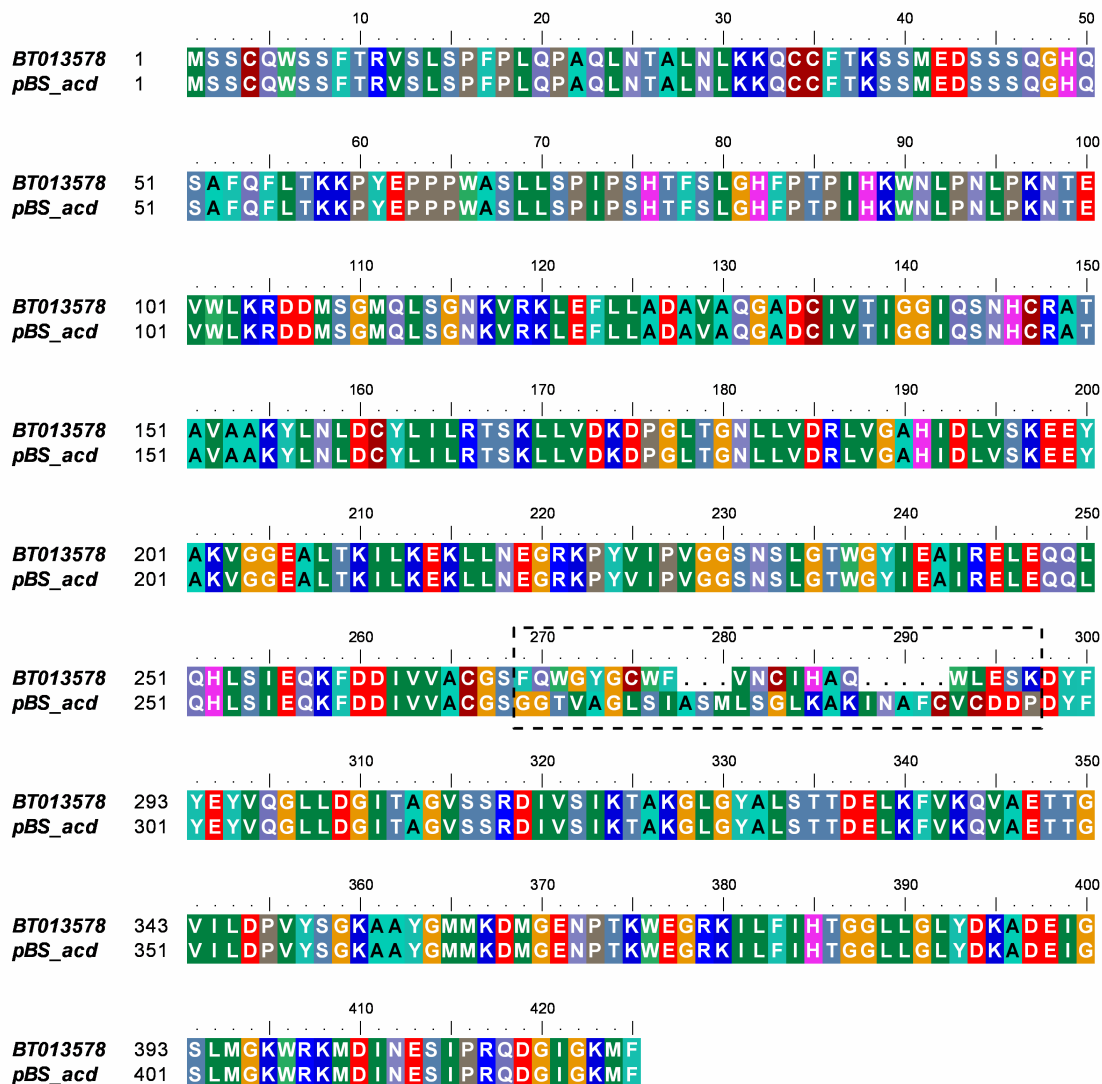 10 20 30 40 50
BT013578 1 MSSCQWSSFTRVSLSPFPLQPAQLNTALNLKKQCCFTKSSMEDSSSQGHQ
pBS_acd 1 MSSCQWSSFTRVSLSPFPLQPAQLNTALNLKKQCCFTKSSMEDSSSQGHQ
60 70 80 90 100
BT013578 51 SAFQFLTKKPYEPPPWASLLSPIPSHTFSLGHFPTPIHKWNLPNLPKNTE
pBS_acd 51 SAFQFLTKKPYEPPPWASLLSPIPSHTFSLGHFPTPIHKWNLPNLPKNTE
110 120 130 140 150
BT013578 101 VWLKRDDMSGMQLSGNKVRKLEFLLADAVAQGADCIVTIGGIQSNHCRAT
pBS_acd 101 VWLKRDDMSGMQLSGNKVRKLEFLLADAVAQGADCIVTIGGIQSNHCRAT
160 170 180 190 200
BT013578 151 AVAAKYLNLDCYLILRTSKLLVDKDPGLTGNLLVDRLVGAHIDLVSKEEY
pBS_acd 151 AVAAKYLNLDCYLILRTSKLLVDKDPGLTGNLLVDRLVGAHIDLVSKEEY
210 220 230 240 250
BT013578 201 AKVGGEALTKILKEKLLNEGRKPYVIPVGGSNSLGTWGYIEAIRELEQQL
pBS_acd 201 AKVGGEALTKILKEKLLNEGRKPYVIPVGGSNSLGTWGYIEAIRELEQQL
260 270 280 290 300
BT013578 251 QHLSIEQKFDDIVVACGSFQWGYGCWF...VNCIHAQ.....WLESKDYF
pBS_acd 251 QHLSIEQKFDDIVVACGSGGTVAGLSIASMLSGLKAKINAFCVCDDPDYF
310 320 330 340 350
BT013578 293 YEYVQGLLDGITAGVSSRDIVSIKTAKGLGYALSTTDELKFVKQVAETTG
pBS_acd 301 YEYVQGLLDGITAGVSSRDIVSIKTAKGLGYALSTTDELKFVKQVAETTG
360 370 380 390 400
BT013578 343 VILDPVYSGKAAYGMMKDMGENPTKWEGRKILFIHTGGLLGLYDKADEIG
pBS_acd 351 VILDPVYSGKAAYGMMKDMGENPTKWEGRKILFIHTGGLLGLYDKADEIG
410 420
BT013578 393 SLMGKWRKMDINESIPRQDGIGKMF
pBS_acd 401 SLMGKWRKMDINESIPRQDGIGKMF